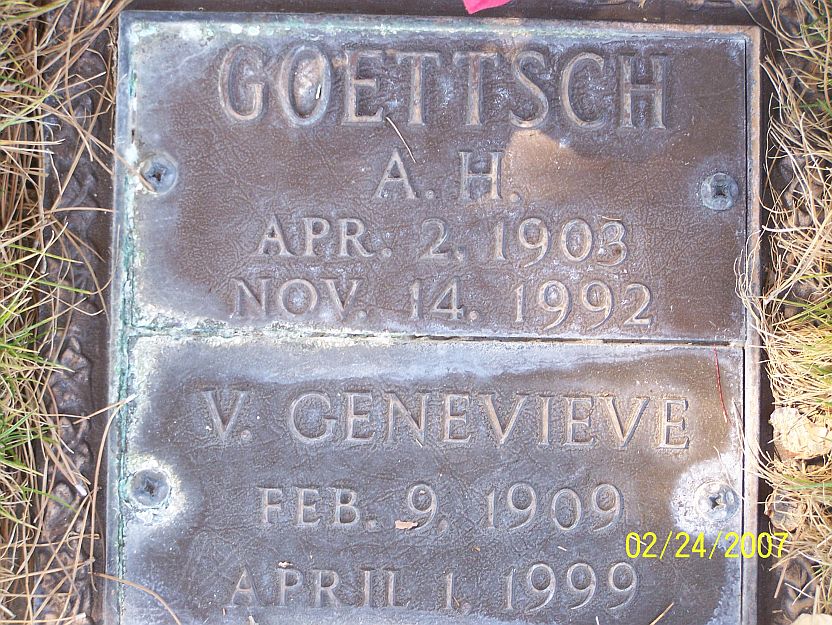 GOETTSCH
A. H.
APR. 2, 1903
NOV. 14, 1992
V. GENEVIEVE
FEB. 9, 1909
02/24/2007
APRIL 1, 1999